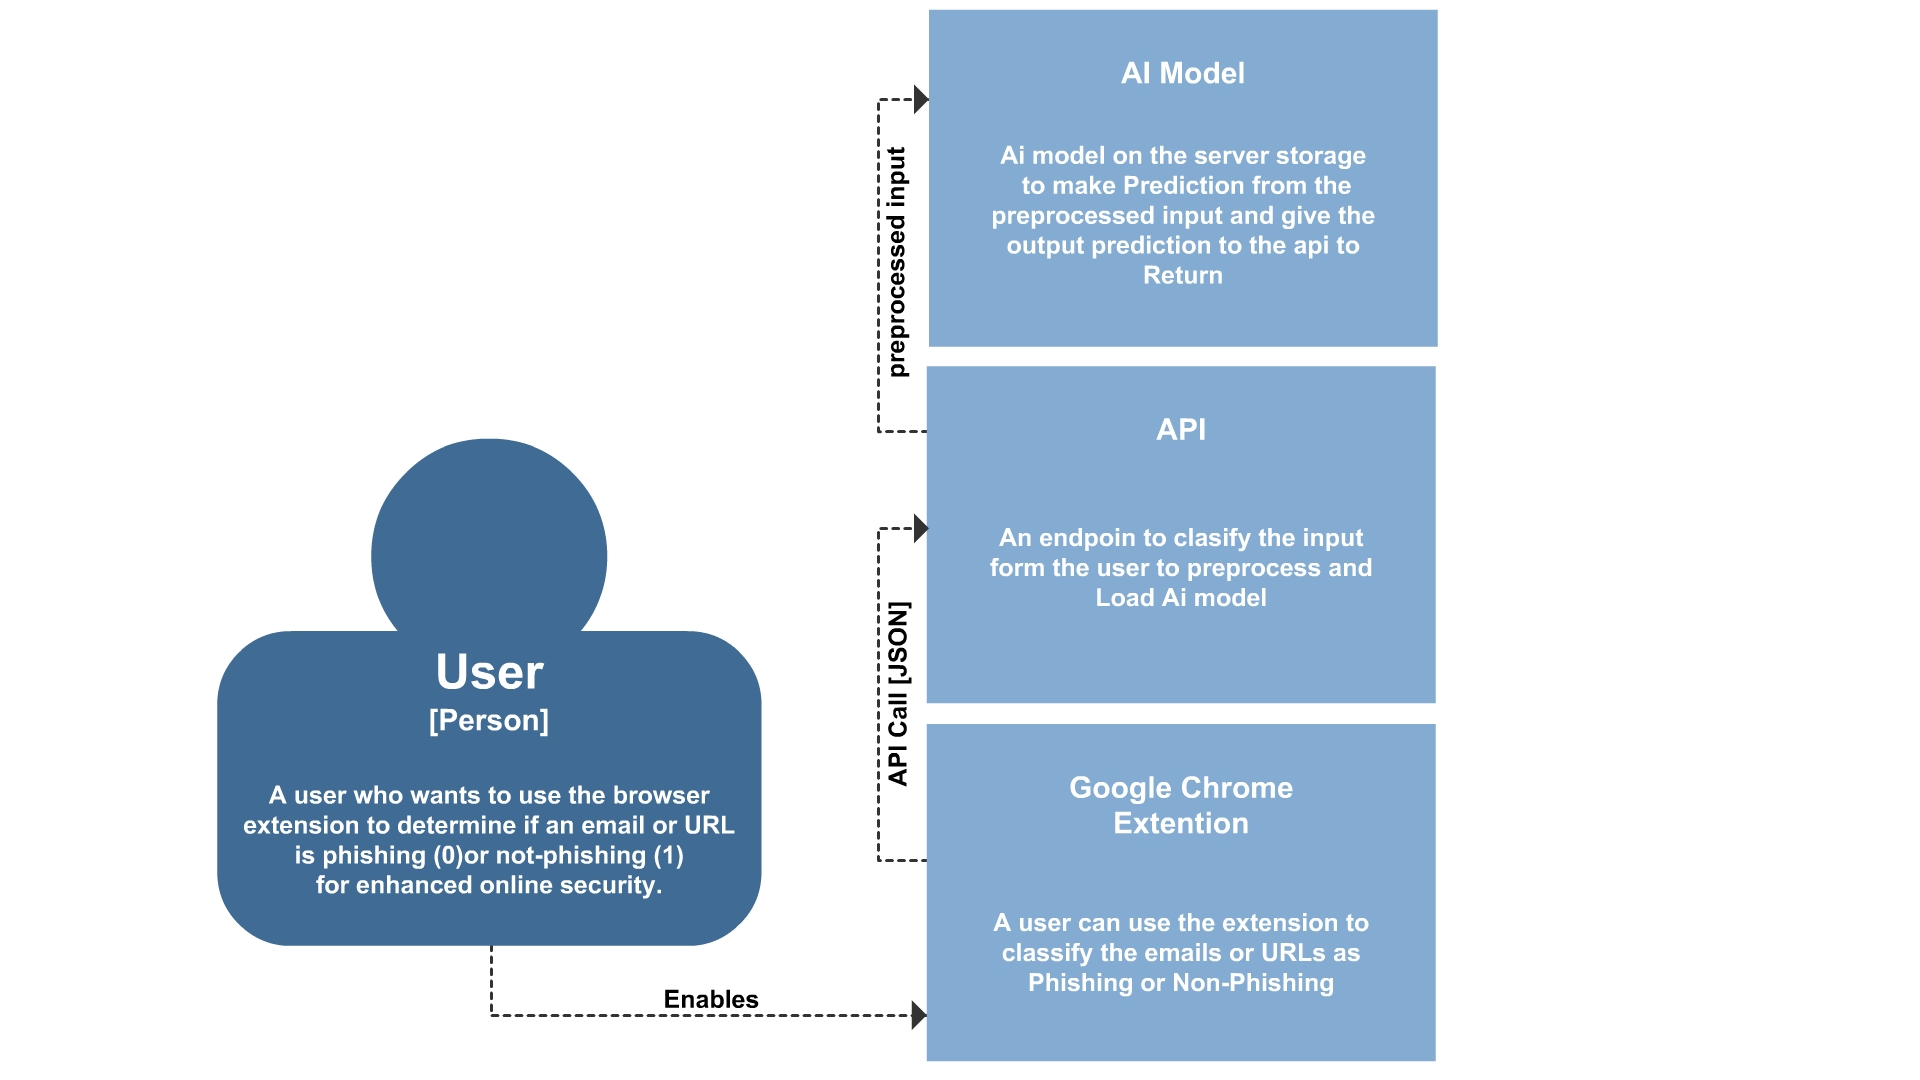 AI Model
Ai model on the server storage
to make Prediction from the
preprocessed input and give the
output prediction to the api to
Return
preprocessed input
API
An endpoin to clasify the input
form the user to preprocess and
Load Ai model
API Call [JSON]
User
[Person]
A user who wants to use the browser
extension to determine if an email or URL
is phishing (0)or not-phishing (1)
for enhanced online security.
Google Chrome
Extention
A user can use the extension to
classify the emails or URLs as
Phishing or Non-Phishing
Enables